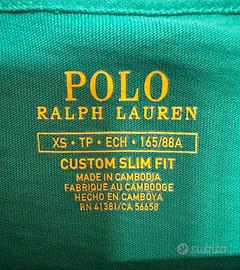 POLO
RALPH LAUREN
XS • TP • ECH • 165/88A
CUSTOM SLIM FIT
MADE IN CAMBODIA
FABRIQUÉ AU CAMBODGE
HECHO EN CAMBOYA
RN 41381/CA 56658
subito